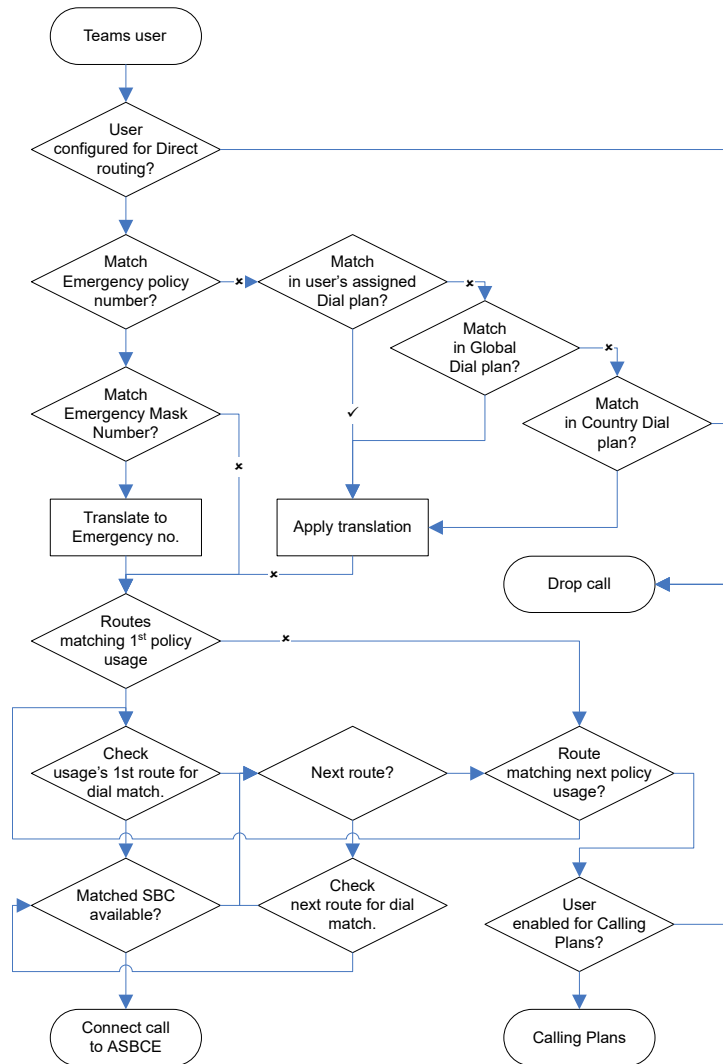 Teams user
User
configured for Direct
routing?
Match
Emergency policy
number?
Match
in user's assigned
Dial plan?
Match
in Global
Dial plan?
Match
Emergency Mask
Number?
Match
in Country Dial
plan?
Translate to
Emergency no.
Apply translation
Drop call
Routes
matching 1st policy
usage
Check
usage's 1st route for
dial match.
Next route?
Route
matching next policy
usage?
Matched SBC
available?
Check
next route for dial
match.
User
enabled for Calling
Plans?
Connect call
to ASBCE
Calling Plans